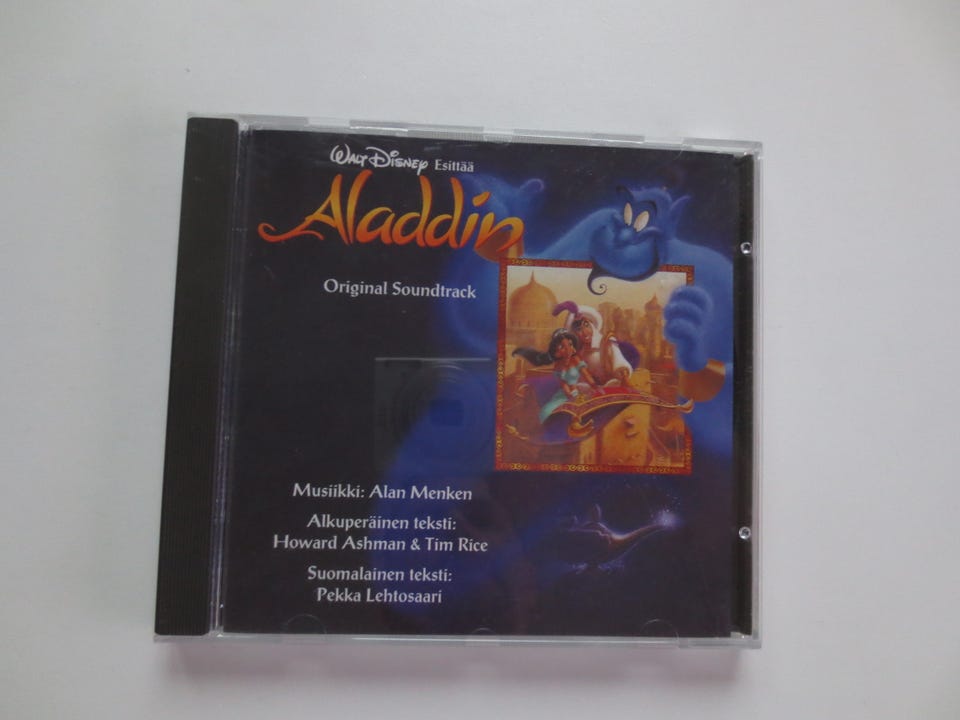 Walt Disney Esittää
Aladdin
Original Soundtrack
Musiikki: Alan Menken
Alkuperäinen teksti:
Howard Ashman & Tim Rice
Suomalainen teksti:
Pekka Lehtosaari